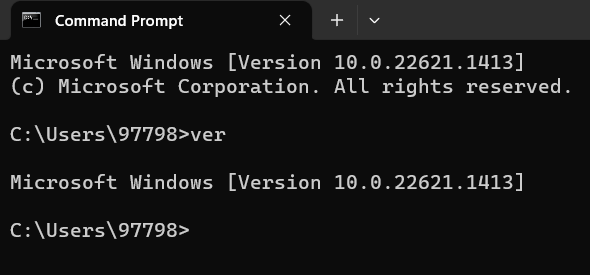 Command Prompt
Microsoft Windows [Version 10.0.22621.1413]
(c) Microsoft Corporation. All rights reserved.
C:\Users\97798>ver
Microsoft Windows [Version 10.0.22621.1413]
C:\Users\97798>